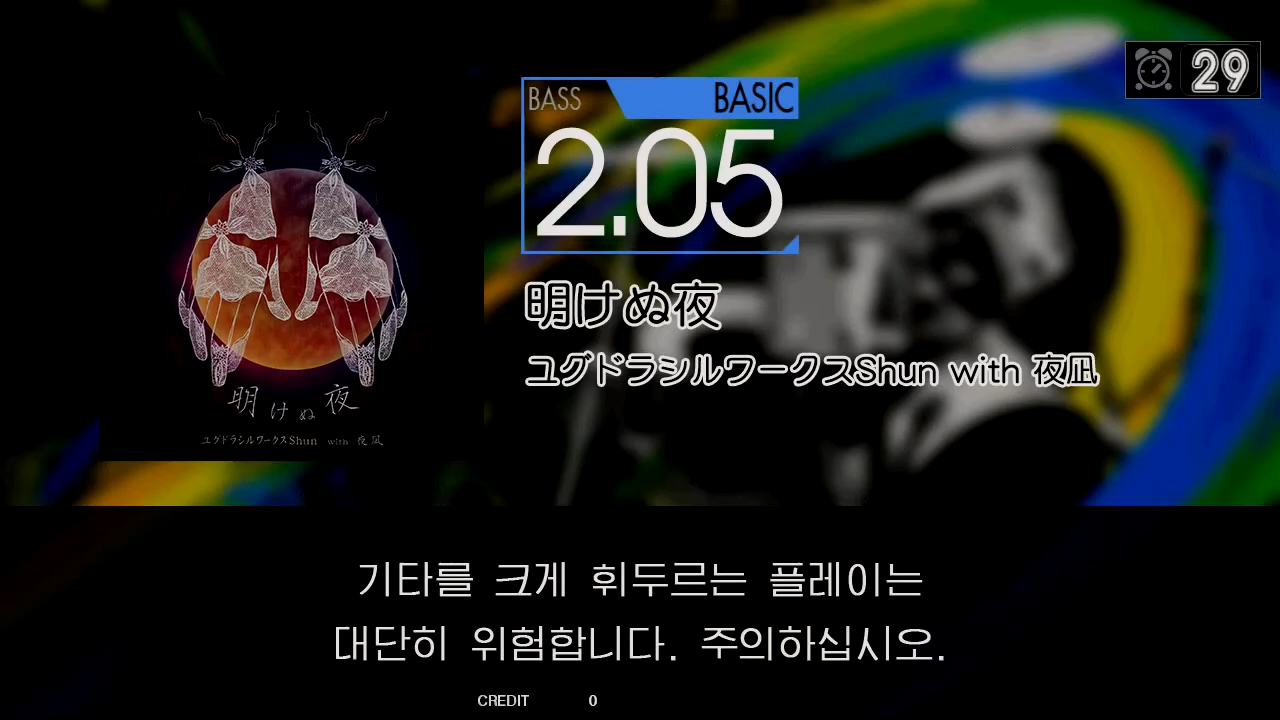 29
BASS
BASIC
2.05
明けぬ夜
ユグドラシルワークスShun with 夜凪
明けぬ夜
ユグドラシルワークスShun with 夜凪
기타를 크게 휘두르는 플레이는
대단히 위험합니다. 주의하십시오.
CREDIT 0